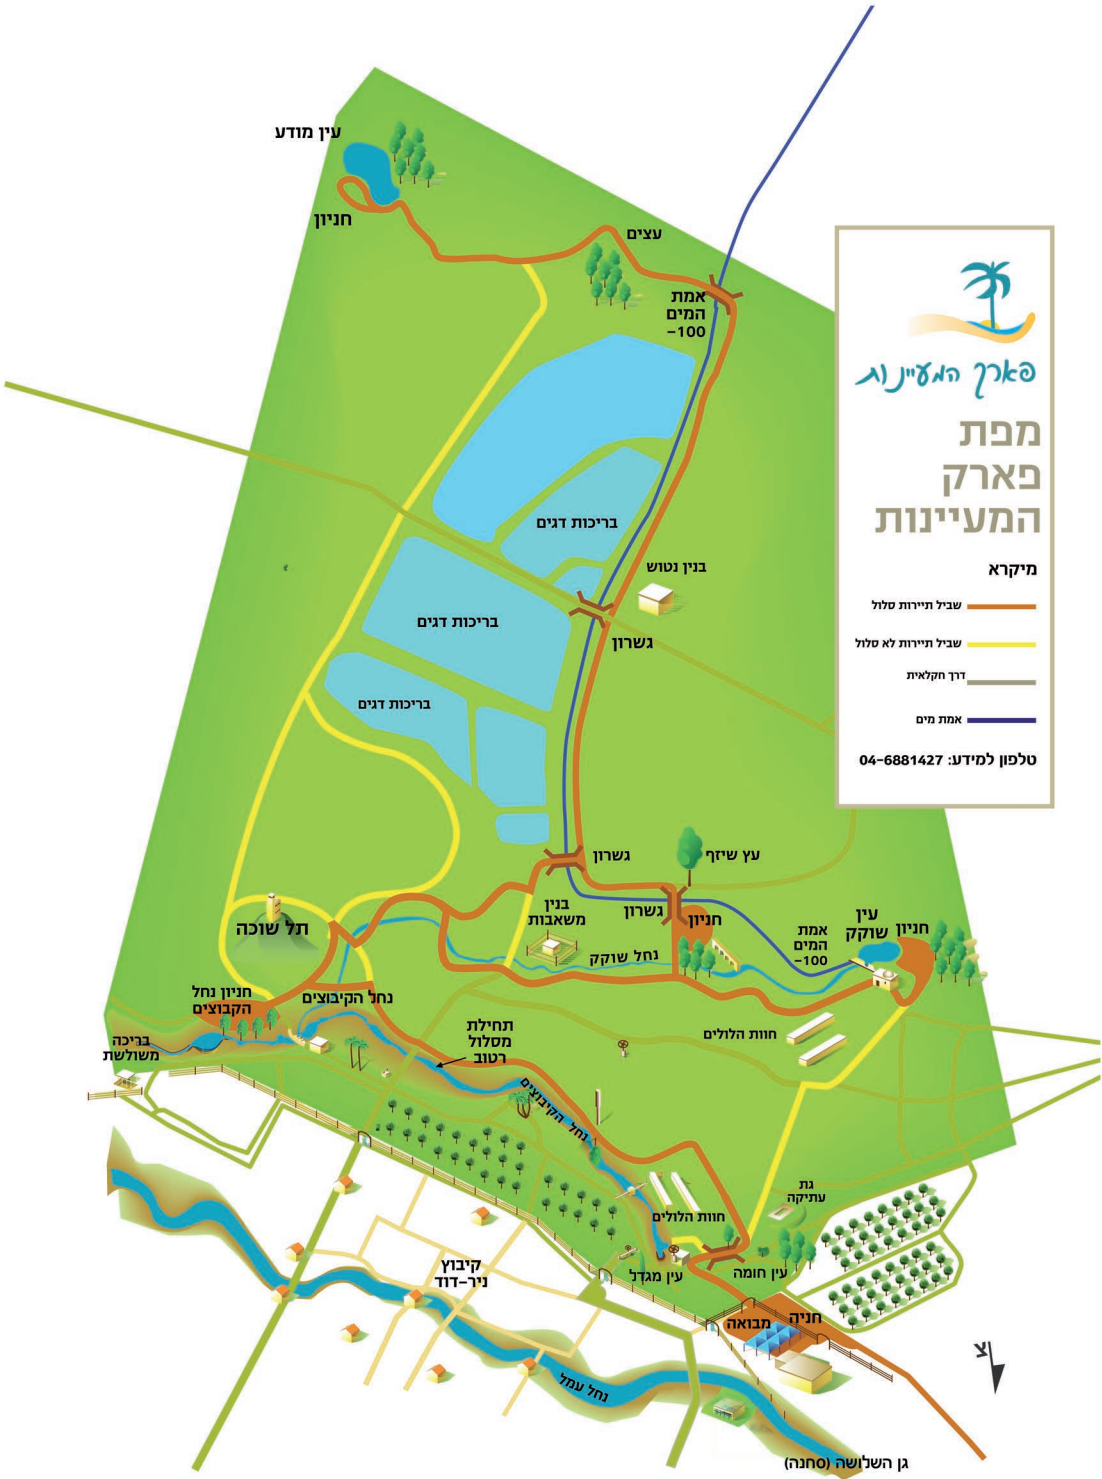 עין מודע
חניון
עצים
אמת
המים
-100
פארק המעיינות
מפת
פארק
המעיינות
מיקרא
שביל תיירות סלול
שביל תיירות לא סלול
דרך חקלאית
אמת מים
טלפון למידע: 04-6881427
בריכות דגים
בנין נטוש
בריכות דגים
גשרון
בריכות דגים
גשרון
עץ שיזף
בנין
משאבות
גשרון
חניון
אמת
המים
-100
עין
שוקק
חניון
תל שוכה
נחל שוקק
חניון נחל
הקבוצים
נחל הקיבוצים
תחילת
מסלול
רטוב
חוות הלולים
בריכה
משולשת
נחל הקיבוצים
גת
עתיקה
חוות הלולים
קיבוץ
ניר-דוד
עין מגדל
עין חומה
חניה
מבואה
נחל עמל
צ
גן השלושה (סחנה)